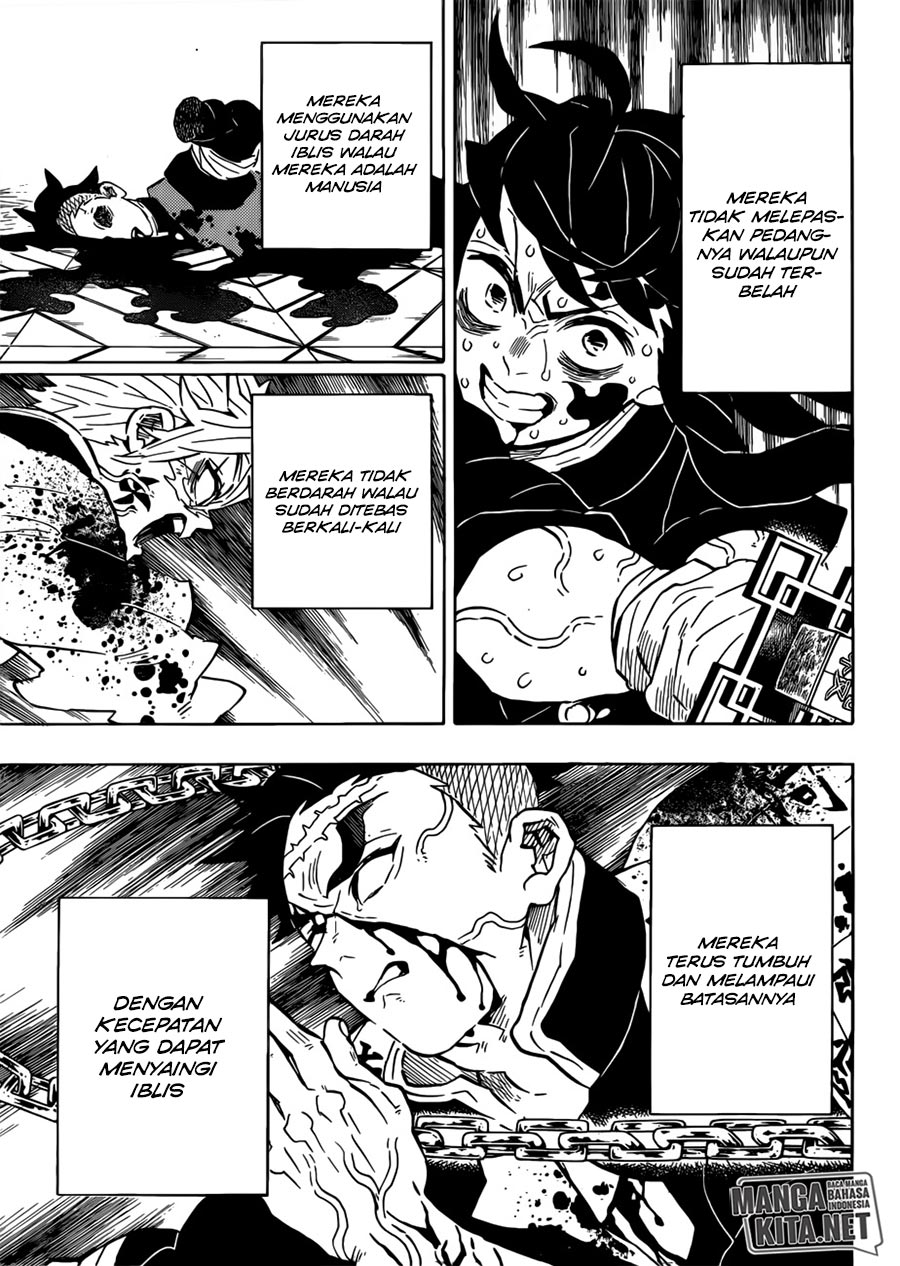 MEREKA
TIDAK MELEPAS-
KAN PEDANG-
NYA WALAUPUN
SUDAH TER-
BELAH
MEREKA
MENGGUNAKAN
JURUS DARAH
IBLIS WALAU
MEREKA ADALAH
MANUSIA
MEREKA TIDAK
BERDARAH WALAU
SUDAH DITEBAS
BERKALI-KALI
MEREKA
TERUS TUMBUH
DAN MELAMPAUI
BATASANNYA
DENGAN
KECEPATAN
YANG DAPAT
MENYAINGI
IBLIS
MANGA
BACA MANGA
BAHASA
INDONESIA
KITA.NET